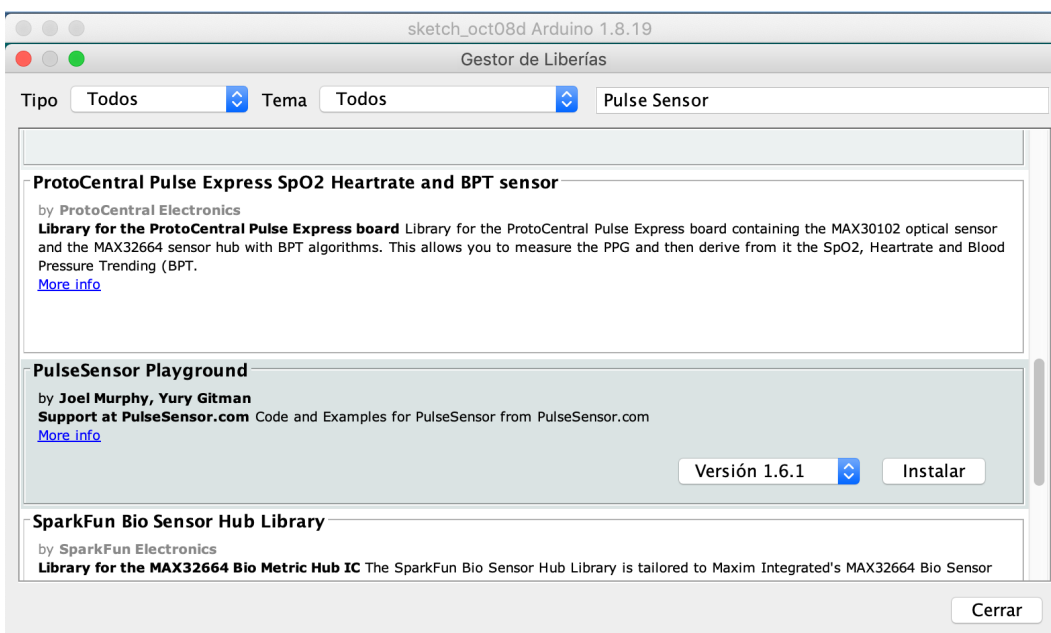 sketch_oct08d Arduino 1.8.19
Gestor de Liberías
Tipo Todos Tema Todos Pulse Sensor
ProtoCentral Pulse Express SpO2 Heartrate and BPT sensor
by ProtoCentral Electronics
Library for the ProtoCentral Pulse Express board Library for the ProtoCentral Pulse Express board containing the MAX30102 optical sensor
and the MAX32664 sensor hub with BPT algorithms. This allows you to measure the PPG and then derive from it the SpO2, Heartrate and Blood
Pressure Trending (BPT.
More info
PulseSensor Playground
by Joel Murphy, Yury Gitman
Support at PulseSensor.com Code and Examples for PulseSensor from PulseSensor.com
More info
Versión 1.6.1 Instalar
SparkFun Bio Sensor Hub Library
by SparkFun Electronics
Library for the MAX32664 Bio Metric Hub IC The SparkFun Bio Sensor Hub Library is tailored to Maxim Integrated's MAX32664 Bio Sensor
Cerrar